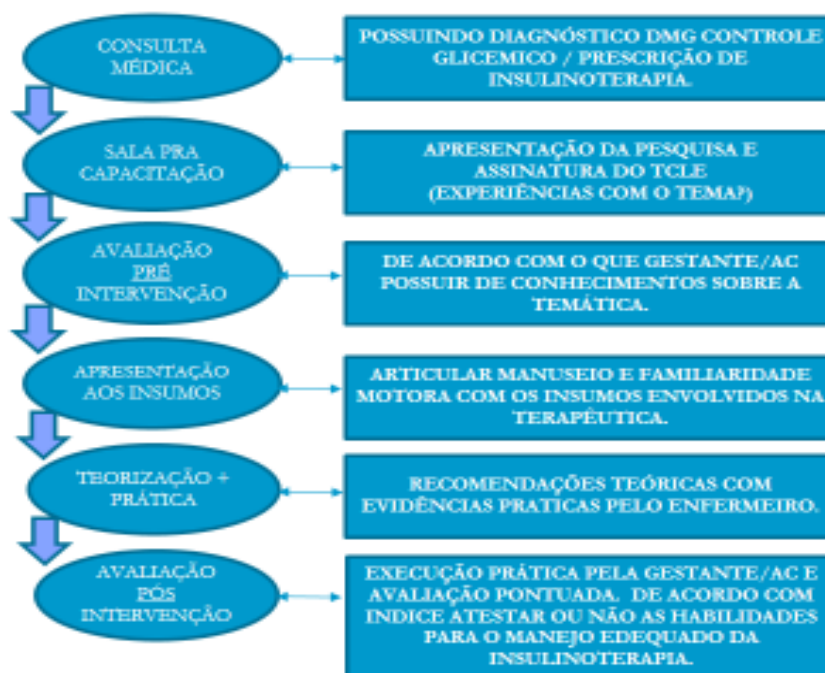 CONSULTA
MÉDICA
POSSUINDO DIAGNÓSTICO DMG CONTROLE
GLICEMICO / PRESCRIÇÃO DE
INSULINOTERAPIA.
SALA PRA
CAPACITAÇÃO
APRESENTAÇÃO DA PESQUISA E
ASSINATURA DO TCLE
(EXPERIÊNCIAS COM O TEMA?)
AVALIAÇÃO
PRÉ
INTERVENÇÃO
DE ACORDO COM O QUE GESTANTE/AC
POSSUIR DE CONHECIMENTOS SOBRE A
TEMÁTICA.
APRESENTAÇÃO
AOS INSUMOS
ARTICULAR MANUSEIO E FAMILIARIDADE
MOTORA COM OS INSUMOS ENVOLVIDOS NA
TERAPÊUTICA.
TEORIZAÇÃO +
PRÁTICA
RECOMENDAÇÕES TEÓRICAS COM
EVIDÊNCIAS PRATICAS PELO ENFERMEIRO.
AVALIAÇÃO
PÓS
INTERVENÇÃO
EXECUÇÃO PRÁTICA PELA GESTANTE/AC E
AVALIAÇÃO PONTUADA. DE ACORDO COM
INDICE ATESTAR OU NÃO AS HABILIDADES
PARA O MANEJO EDEQUADO DA
INSULINOTERAPIA.